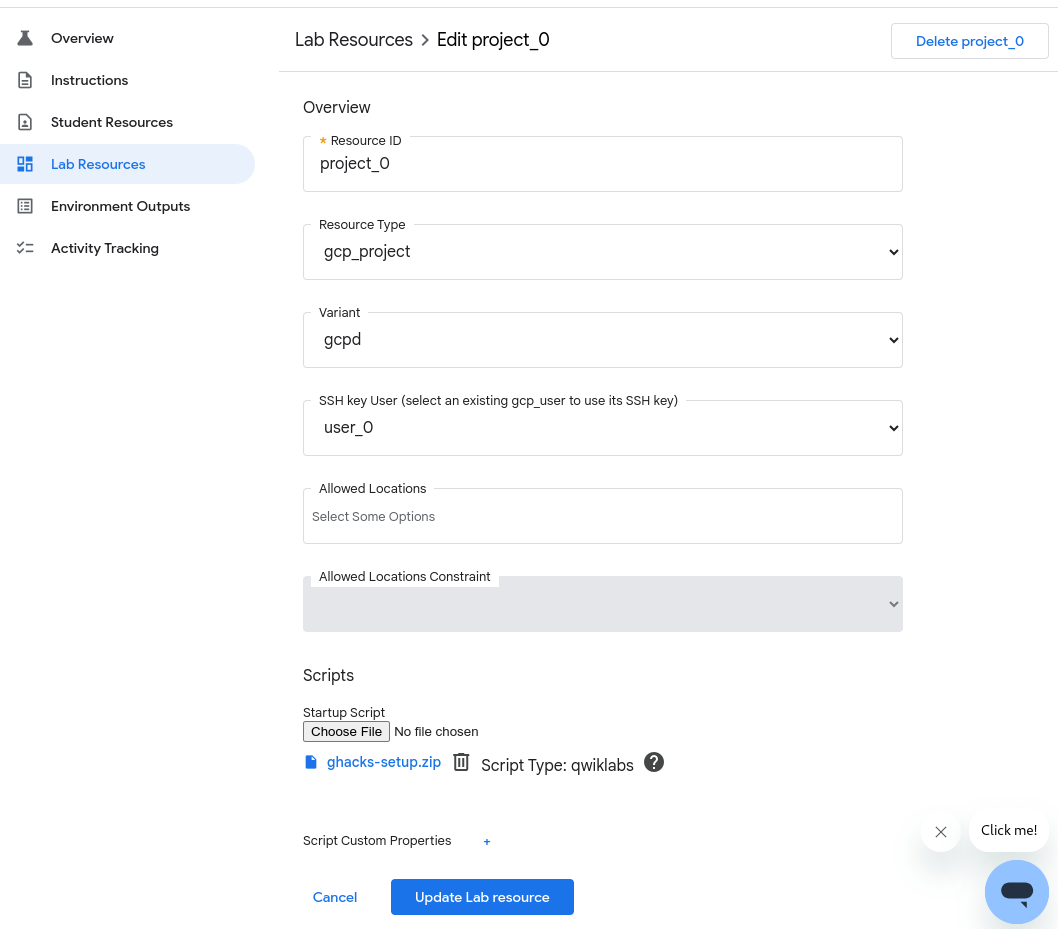 Overview
Instructions
Student Resources
Lab Resources
Environment Outputs
Activity Tracking
Lab Resources > Edit project_0
Delete project_0
Overview
* Resource ID
project_0
Resource Type
gcp_project
Variant
gcpd
SSH key User (select an existing gcp_user to use its SSH key)
user_0
Allowed Locations
Select Some Options
Allowed Locations Constraint
Scripts
Startup Script
Choose File No file chosen
ghacks-setup.zip Script Type: qwiklabs ?
Script Custom Properties +
Click me!
Cancel
Update Lab resource